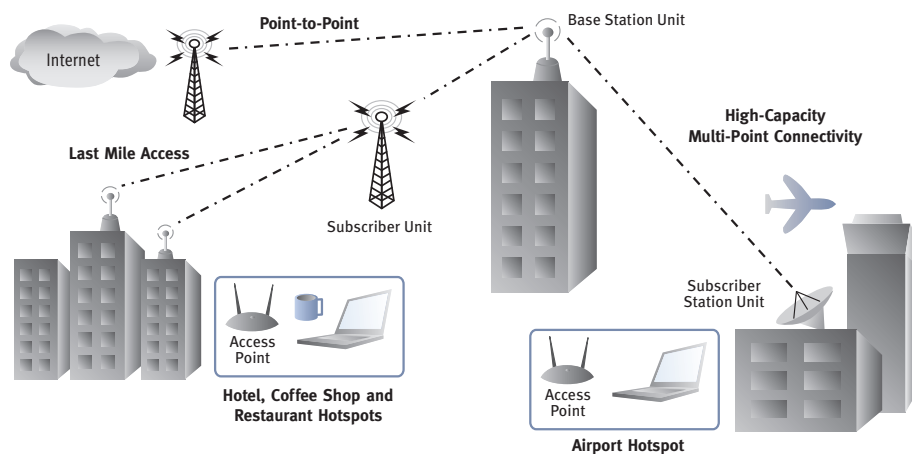 Point-to-Point
Base Station Unit
Internet
High-Capacity
Multi-Point Connectivity
Last Mile Access
Subscriber Unit
Subscriber
Station Unit
Access
Point
Hotel, Coffee Shop and
Restaurant Hotspots
Access
Point
Airport Hotspot